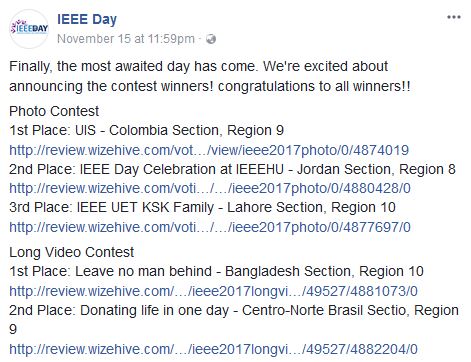 IEEEDAY
IEEE Day
November 15 at 11:59pm ·
Finally, the most awaited day has come. We're excited about
announcing the contest winners! congratulations to all winners!!
Photo Contest
1st Place: UIS - Colombia Section, Region 9
http://review.wizehive.com/vot…/view/ieee2017photo/0/4874019
2nd Place: IEEE Day Celebration at IEEEHU - Jordan Section, Region 8
http://review.wizehive.com/voti…/…/ieee2017photo/0/4880428/0
3rd Place: IEEE UET KSK Family - Lahore Section, Region 10
http://review.wizehive.com/voti…/…/ieee2017photo/0/4877697/0
Long Video Contest
1st Place: Leave no man behind - Bangladesh Section, Region 10
http://review.wizehive.com/…/ieee2017longvi…/49527/4881073/0
2nd Place: Donating life in one day - Centro-Norte Brasil Sectio, Region
9
http://review.wizehive.com/…/ieee2017longvi…/49527/4882204/0